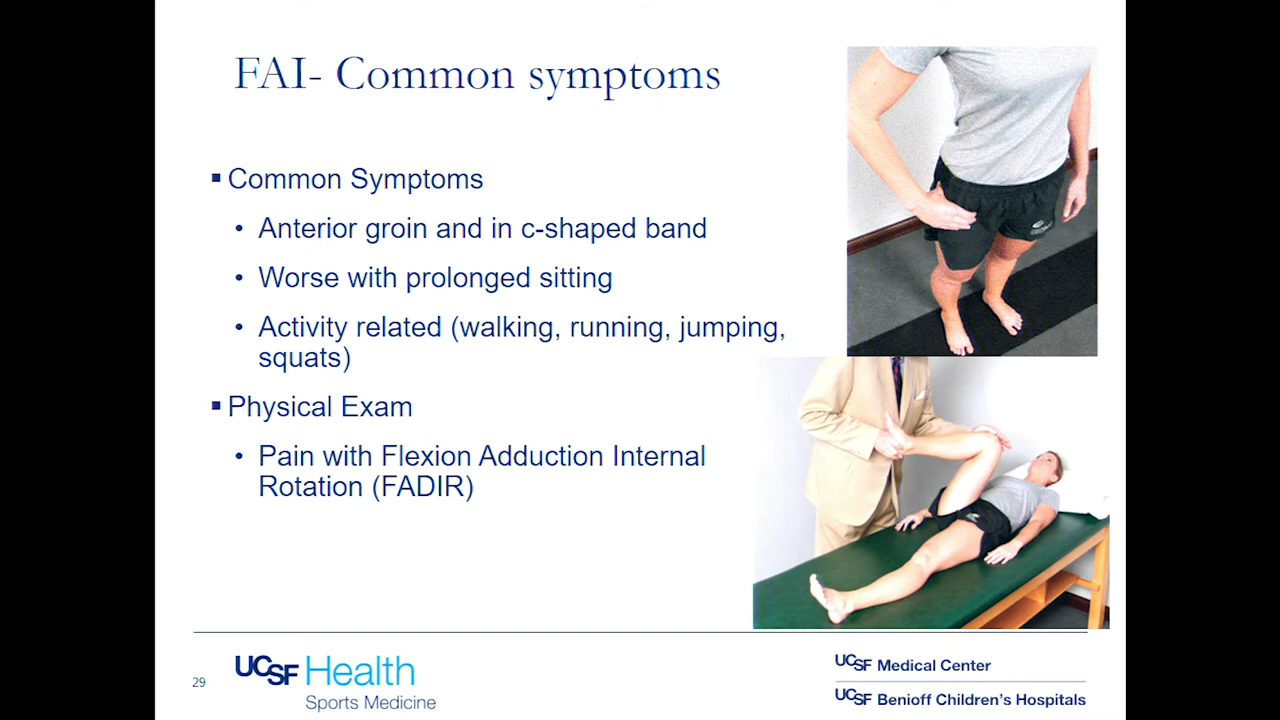 FAI- Common symptoms
▪ Common Symptoms
• Anterior groin and in c-shaped band
• Worse with prolonged sitting
• Activity related (walking, running, jumping,
squats)
▪ Physical Exam
• Pain with Flexion Adduction Internal
Rotation (FADIR)
29
UCSF Health
Sports Medicine
UCSF Medical Center
UCSF Benioff Children's Hospitals